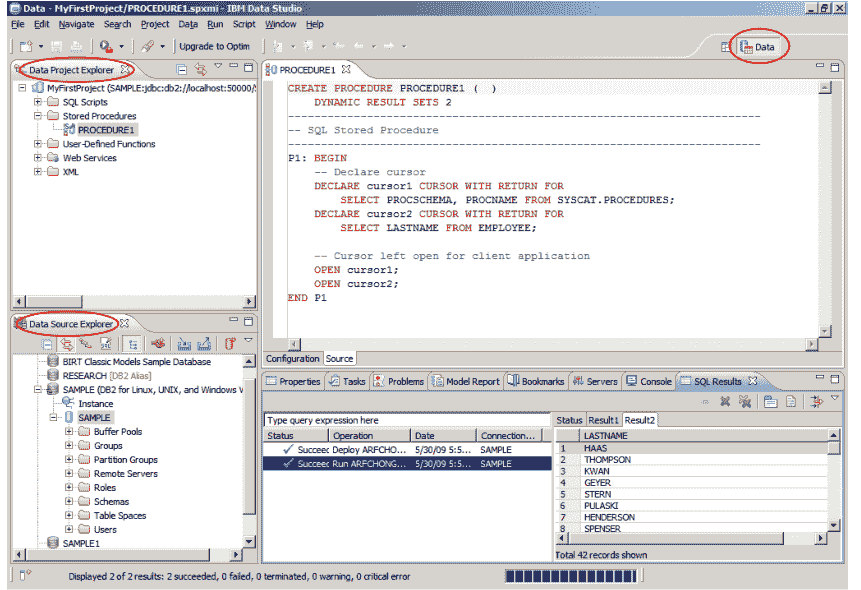 Data - MyFirstProject/PROCEDURE1.spxmi - IBM Data Studio
File Edit Navigate Search Project Data Run Script Window Help
Upgrade to Optim
Data
Data Project Explorer
MyFirstProject (SAMPLE:jdbc:db2://localhost:50000/
SQL Scripts
Stored Procedures
PROCEDURE1
User-Defined Functions
Web Services
XML
PROCEDURE1
CREATE PROCEDURE PROCEDURE1 ( )
DYNAMIC RESULT SETS 2
------------------------------------------------------------------------
-- SQL Stored Procedure
------------------------------------------------------------------------
P1: BEGIN
-- Declare cursor
DECLARE cursor1 CURSOR WITH RETURN FOR
SELECT PROCSCHEMA, PROCNAME FROM SYSCAT.PROCEDURES;
DECLARE cursor2 CURSOR WITH RETURN FOR
SELECT LASTNAME FROM EMPLOYEE;
-- Cursor left open for client application
OPEN cursor1;
OPEN cursor2;
END P1
Configuration Source
Data Source Explorer
BIRT Classic Models Sample Database
RESEARCH [DB2 Alias]
SAMPLE (DB2 for Linux, UNIX, and Windows V
Instance
SAMPLE
Buffer Pools
Groups
Partition Groups
Remote Servers
Roles
Schemas
Table Spaces
Users
SAMPLE1
Properties Tasks Problems Model Report Bookmarks Servers Console SQL Results
Type query expression here
Status Operation Date Connection...
Succeec Deploy ARFCHO... 5/30/09 5:5... SAMPLE
Succeec Run ARFCHONG... 5/30/09 5:5... SAMPLE
Status Result1 Result2
LASTNAME
1 HAAS
2 THOMPSON
3 KWAN
4 GEYER
5 STERN
6 PULASKI
7 HENDERSON
8 SPENSER
Total 42 records shown
Displayed 2 of 2 results: 2 succeeded, 0 failed, 0 terminated, 0 warning, 0 critical error